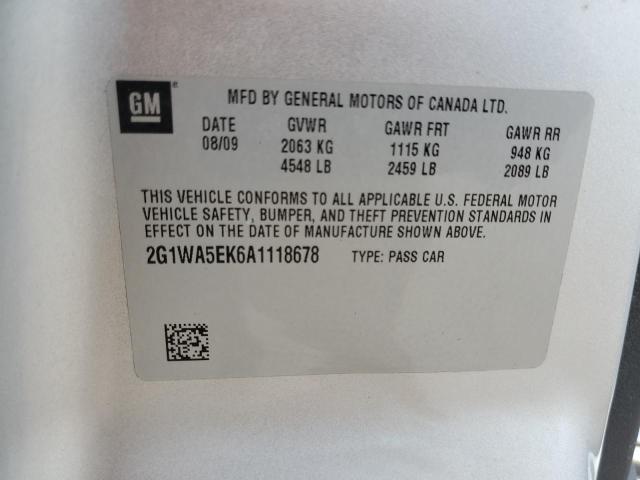 GM
MFD BY GENERAL MOTORS OF CANADA LTD.
DATE GVWR GAWR FRT GAWR RR
08/09 2063 KG 1115 KG 948 KG
4548 LB 2459 LB 2089 LB
THIS VEHICLE CONFORMS TO ALL APPLICABLE U.S. FEDERAL MOTOR
VEHICLE SAFETY, BUMPER, AND THEFT PREVENTION STANDARDS IN
EFFECT ON THE DATE OF MANUFACTURE SHOWN ABOVE.
2G1WA5EK6A1118678 TYPE: PASS CAR